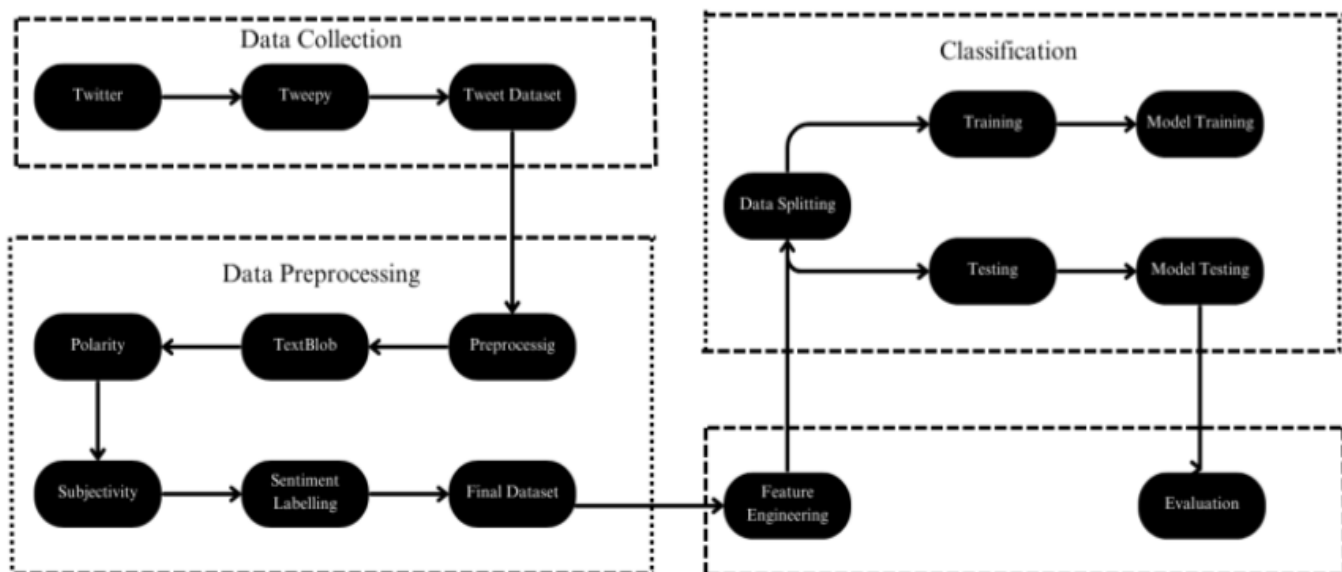 Data Collection
Twitter
Tweepy
Tweet Dataset
Data Preprocessing
Preprocessig
TextBlob
Polarity
Subjectivity
Sentiment
Labelling
Final Dataset
Feature
Engineering
Classification
Data Splitting
Training
Model Training
Testing
Model Testing
Evaluation